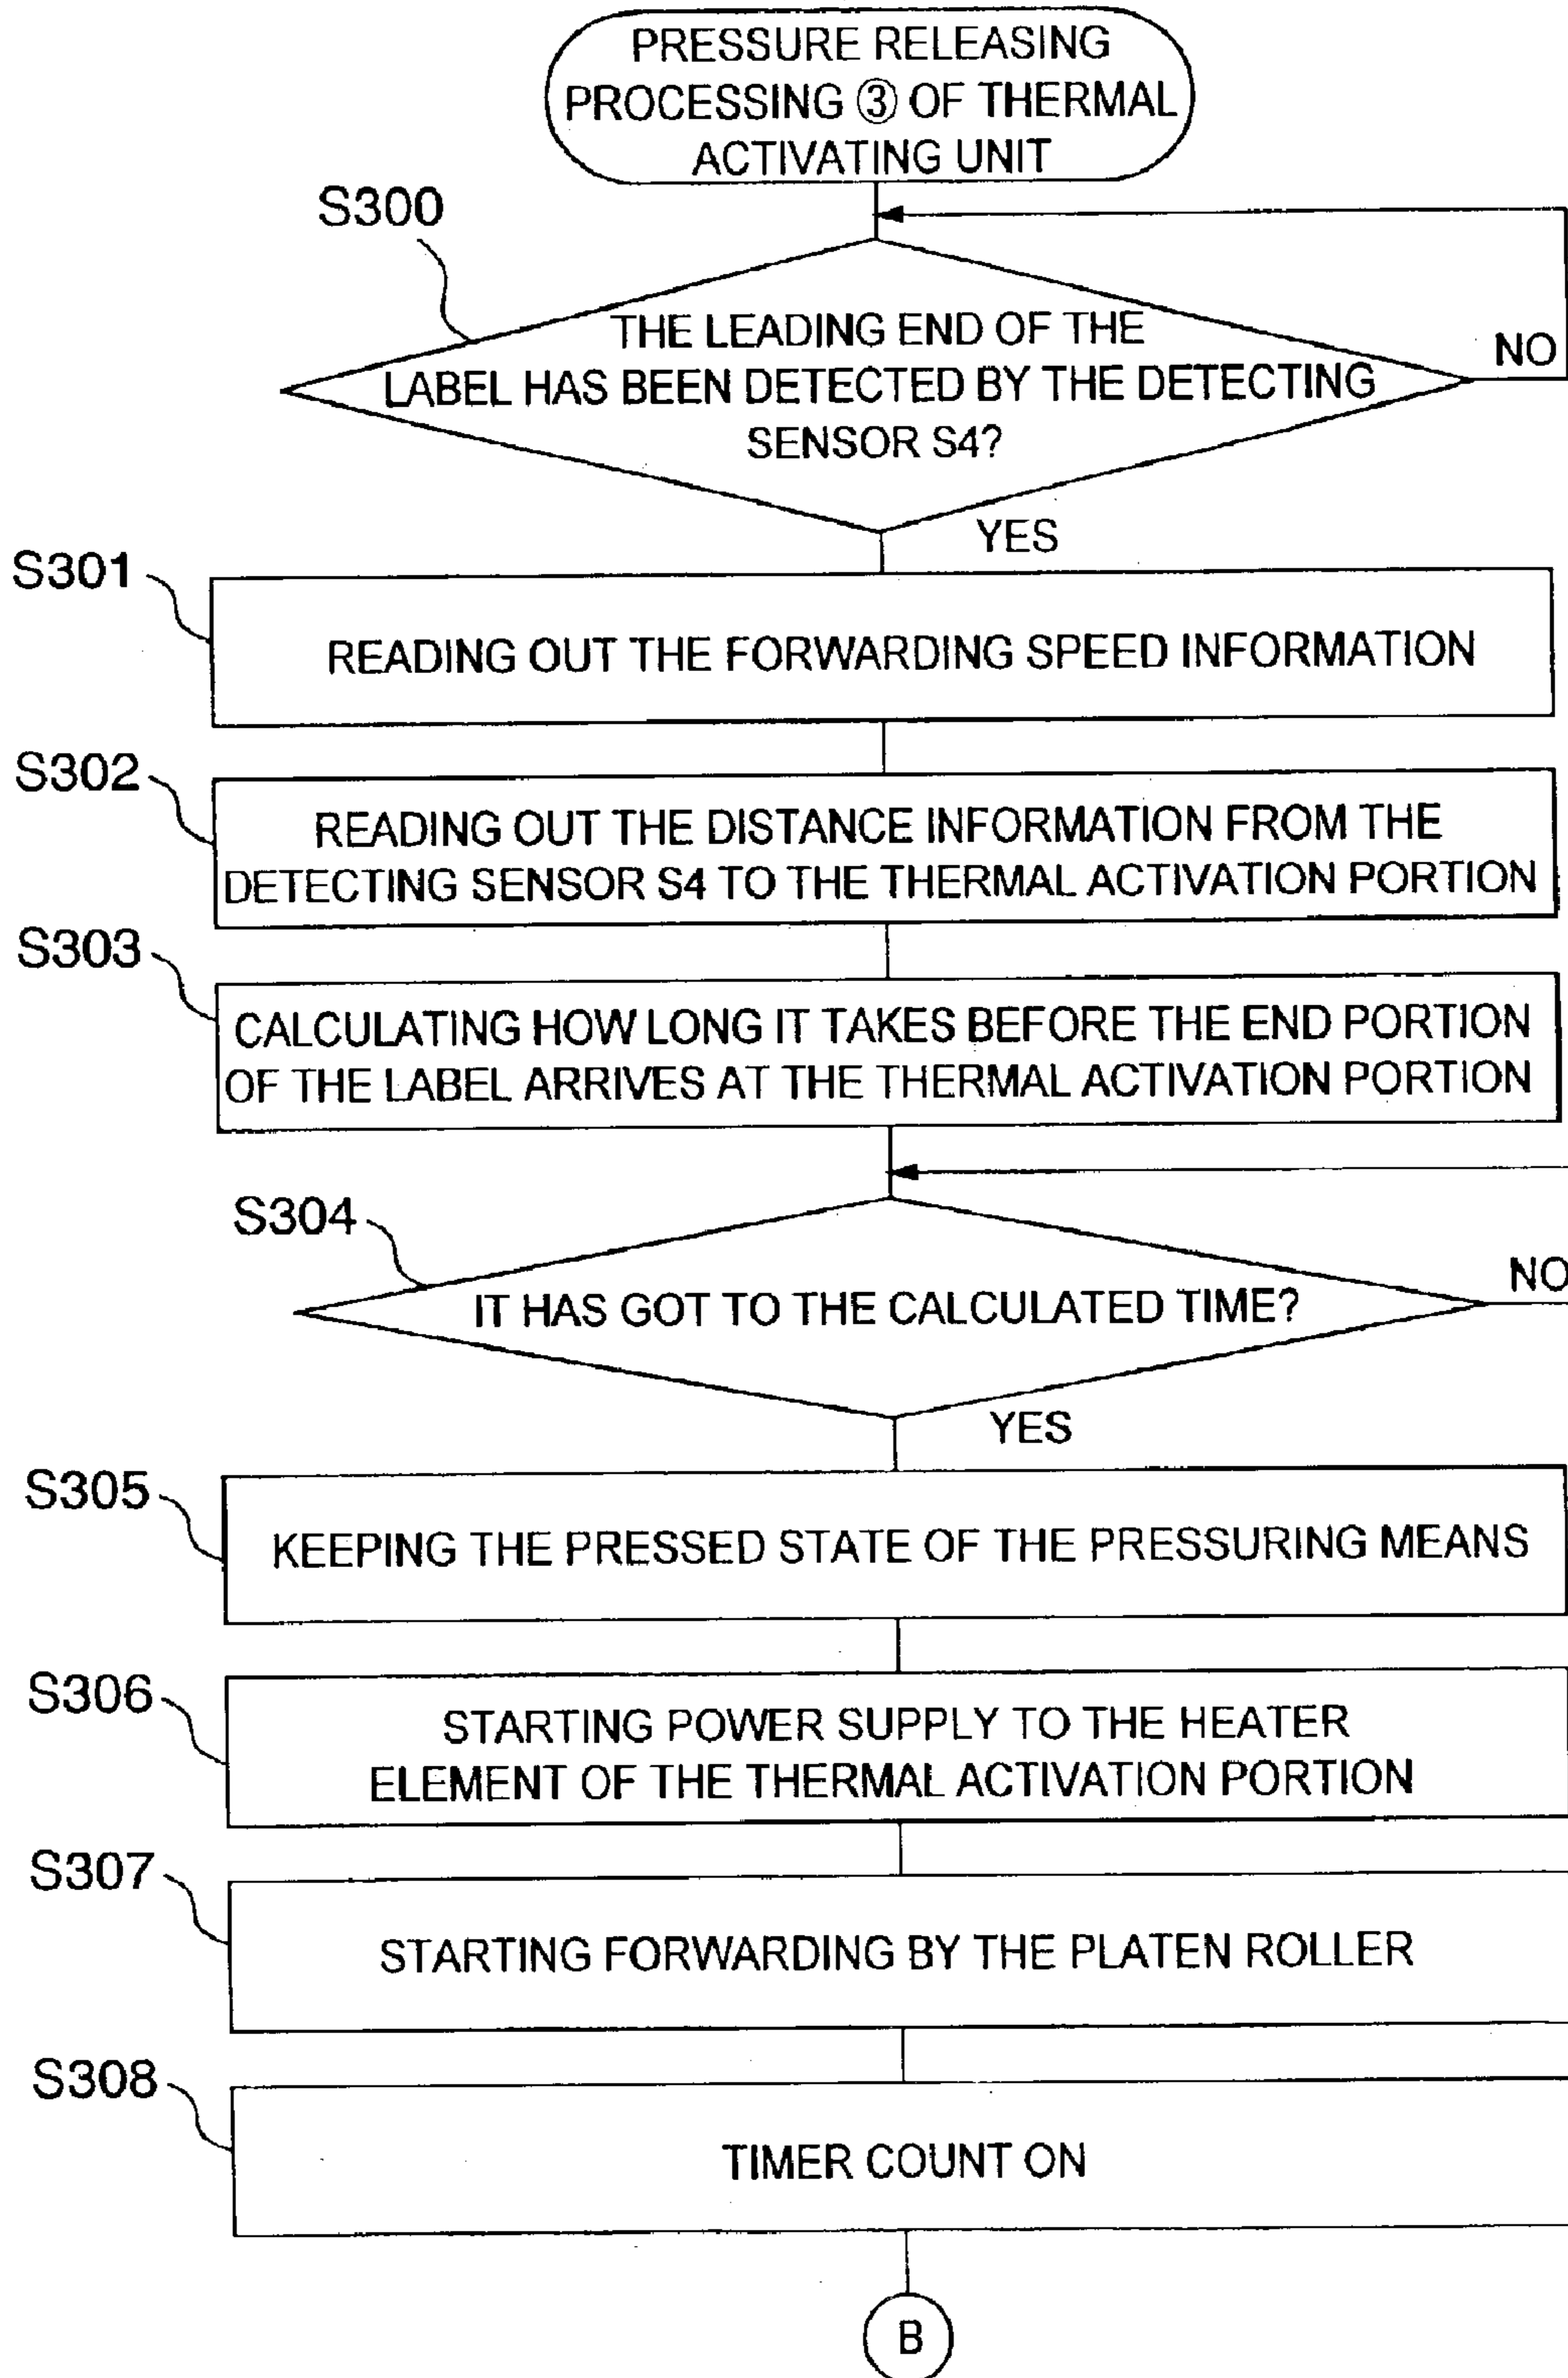 PRESSURE RELEASING
PROCESSING ③ OF THERMAL
ACTIVATING UNIT
S300
THE LEADING END OF THE
LABEL HAS BEEN DETECTED BY THE DETECTING
SENSOR S4?
NO
YES
S301
READING OUT THE FORWARDING SPEED INFORMATION
S302
READING OUT THE DISTANCE INFORMATION FROM THE
DETECTING SENSOR S4 TO THE THERMAL ACTIVATION PORTION
S303
CALCULATING HOW LONG IT TAKES BEFORE THE END PORTION
OF THE LABEL ARRIVES AT THE THERMAL ACTIVATION PORTION
S304
IT HAS GOT TO THE CALCULATED TIME?
NO
YES
S305
KEEPING THE PRESSED STATE OF THE PRESSURING MEANS
S306
STARTING POWER SUPPLY TO THE HEATER
ELEMENT OF THE THERMAL ACTIVATION PORTION
S307
STARTING FORWARDING BY THE PLATEN ROLLER
S308
TIMER COUNT ON
B